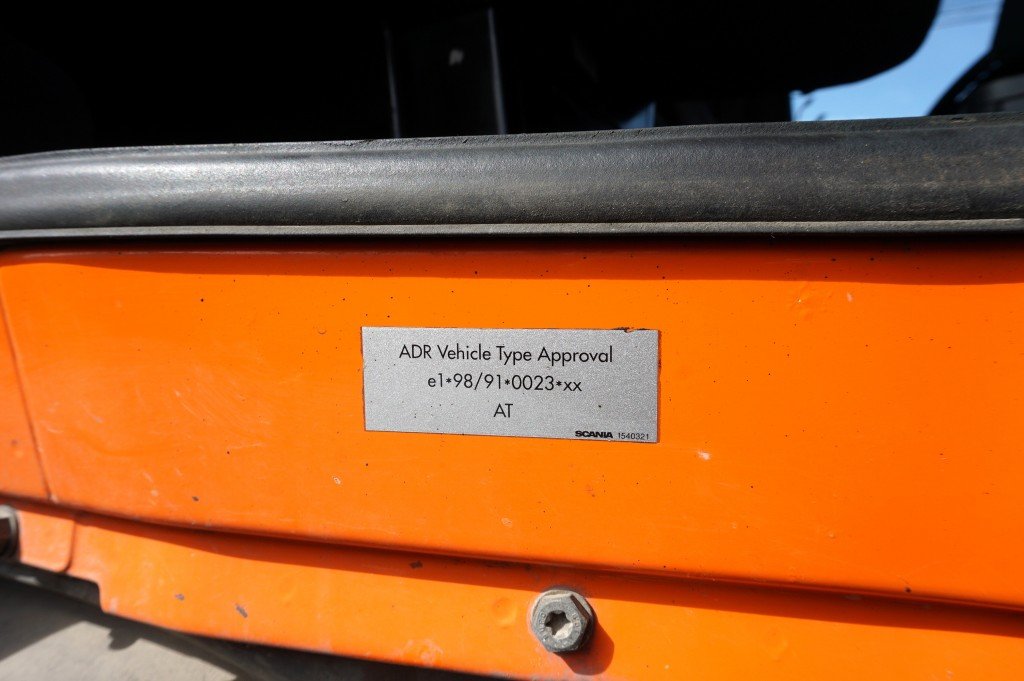 ADR Vehicle Type Approval
e1*98/91*0023*xx
AT
SCANIA 1540321